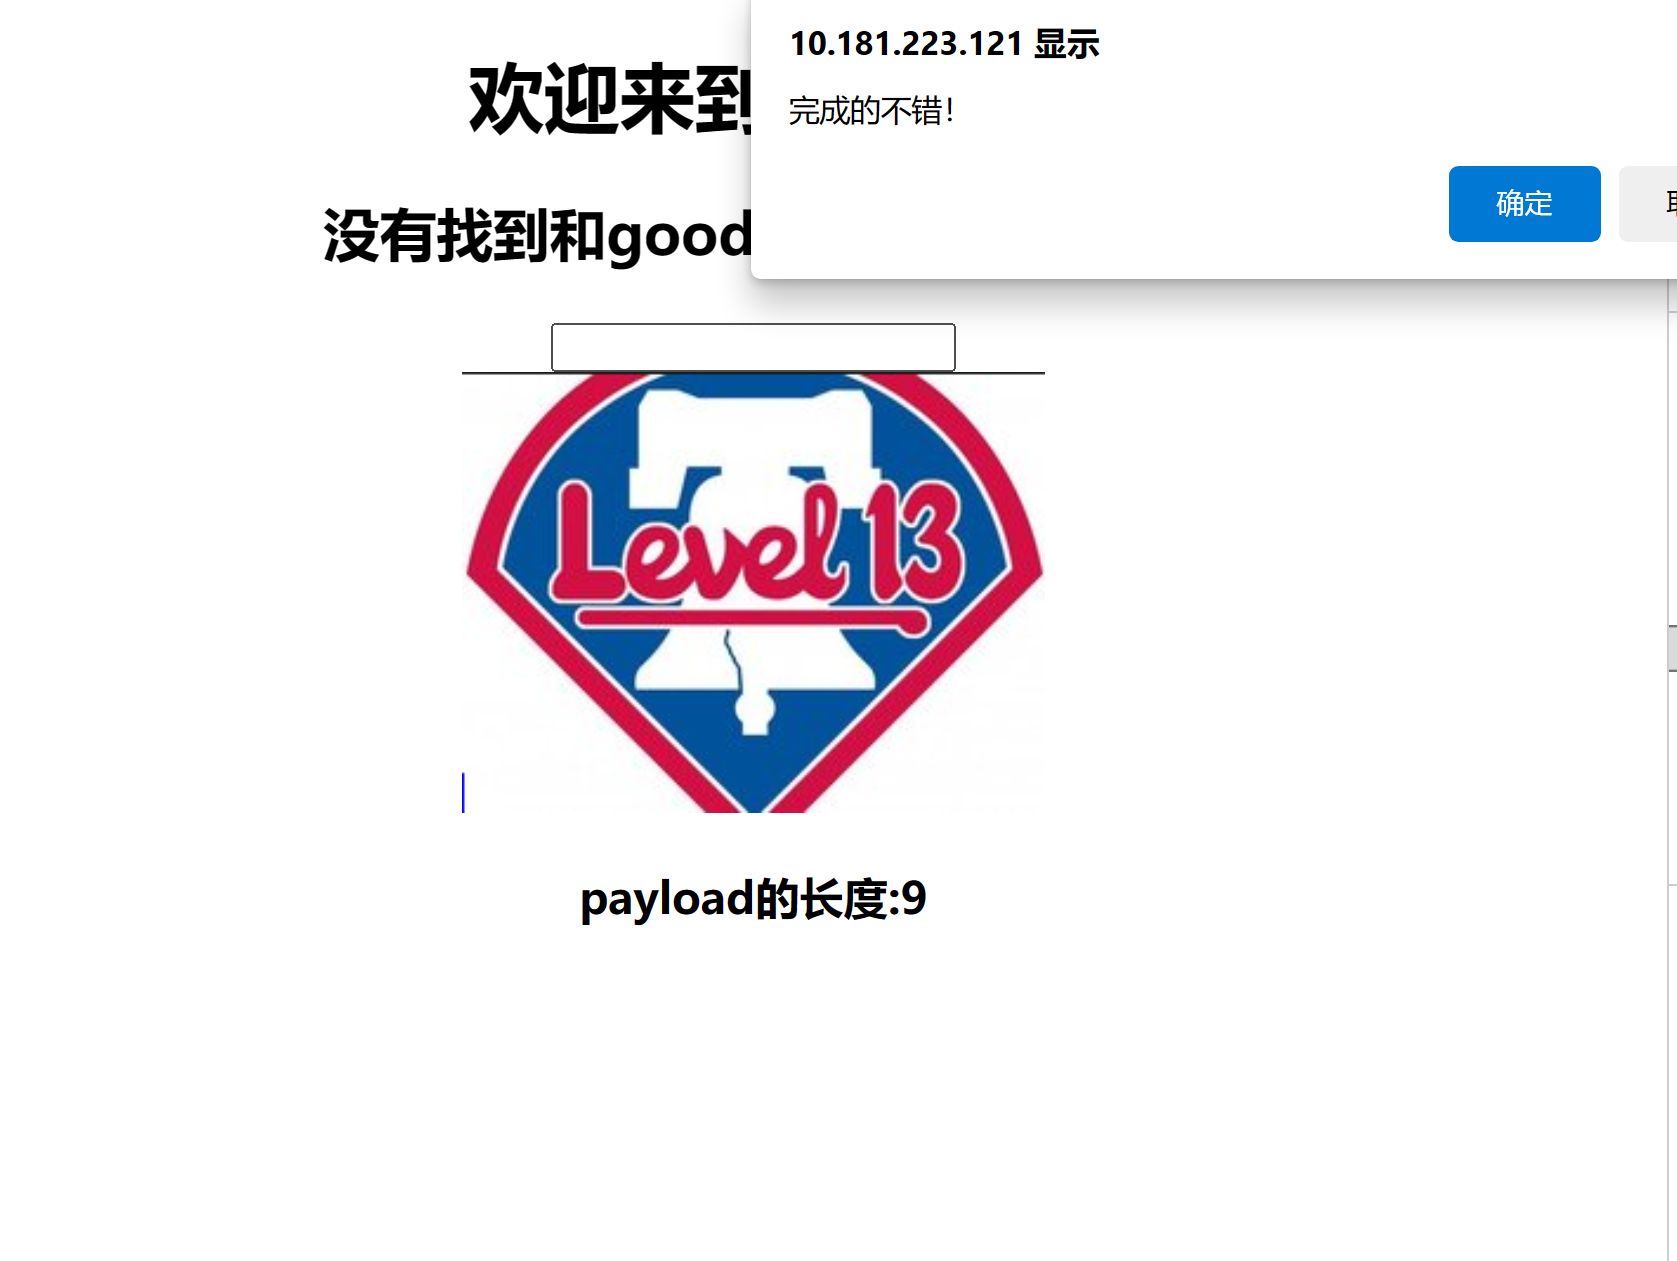 10.181.223.121 显示
完成的不错！
确定
欢迎来到
没有找到和good
Level 13
payload的长度:9